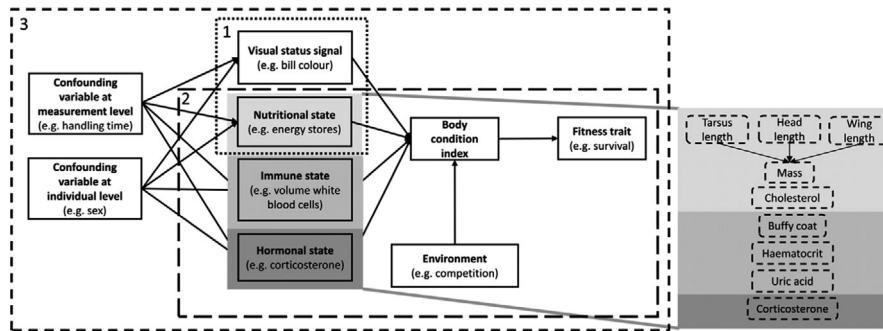 3
1
Visual status signal
(e.g. bill colour)
Confounding
variable at
measurement level
(e.g. handling time)
2
Nutritional state
(e.g. energy stores)
Confounding
variable at
individual level
(e.g. sex)
Immune state
(e.g. volume white
blood cells)
Hormonal state
(e.g. corticosterone)
Body
condition
index
Fitness trait
(e.g. survival)
Environment
(e.g. competition)
Tarsus
length
Head
length
Wing
length
Mass
Cholesterol
Buffy coat
Haematocrit
Uric acid
Corticosterone